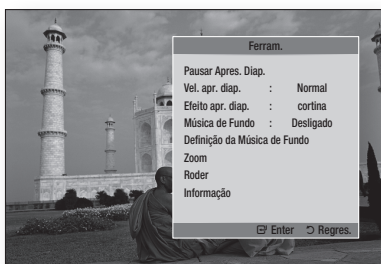 Ferram.
Pausar Apres. Diap.
Vel. apr. diap. : Normal
Efeito apr. diap. : cortina
Música de Fundo : Desligado
Definição da Música de Fundo
Zoom
Roder
Informação
Enter Regres.